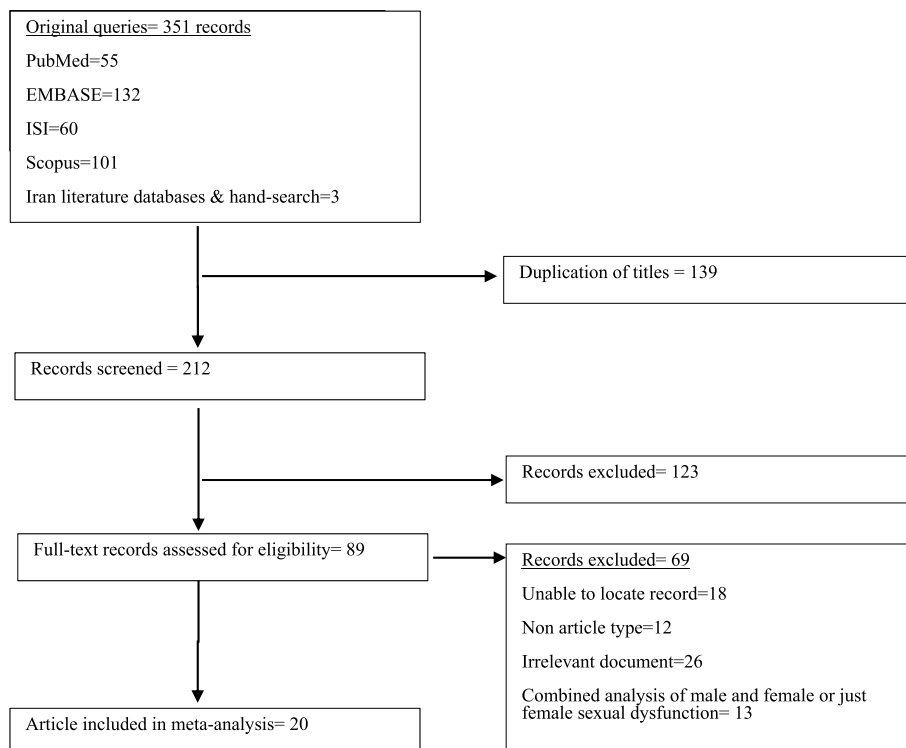 Original queries= 351 records
PubMed=55
EMBASE=132
ISI=60
Scopus=101
Iran literature databases & hand-search=3
Duplication of titles = 139
Records screened = 212
Records excluded= 123
Full-text records assessed for eligibility= 89
Records excluded= 69
Unable to locate record=18
Non article type=12
Irrelevant document=26
Combined analysis of male and female or just
female sexual dysfunction= 13
Article included in meta-analysis= 20